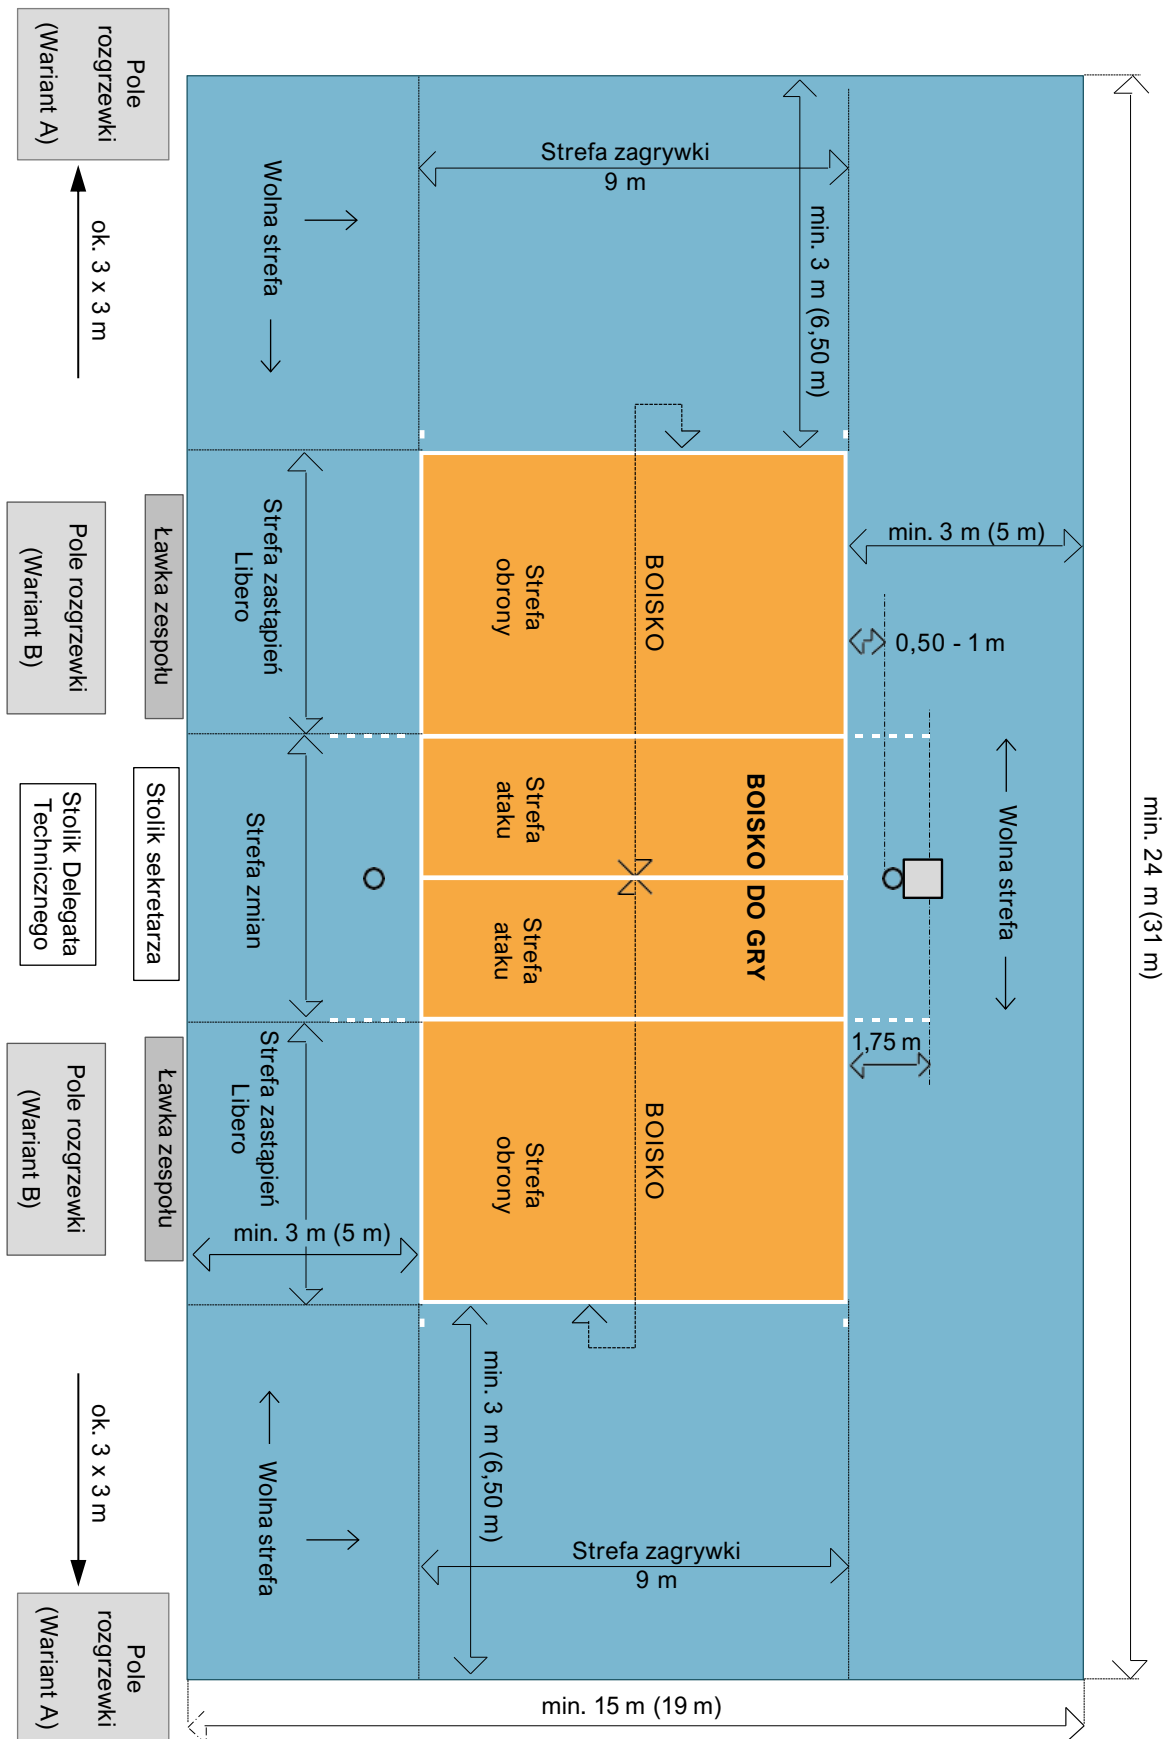 Pole
rozgrzewki
(Wariant A)
ok. 3 x 3 m
Wolna strefa
Strefa zagrywki
9 m
min. 3 m (6,50 m)
min. 24 m (31 m)
Pole rozgrzewki
(Wariant B)
Ławka zespołu
Strefa zastąpień
Libero
Strefa
obrony
BOISKO
min. 3 m (5 m)
0,50 - 1 m
Stolik Delegata
Technicznego
Stolik sekretarza
Strefa zmian
Strefa
ataku
Strefa
ataku
BOISKO DO GRY
Wolna strefa
1,75 m
Pole rozgrzewki
(Wariant B)
Ławka zespołu
Strefa zastąpień
Libero
min. 3 m (5 m)
Strefa
obrony
BOISKO
ok. 3 x 3 m
Wolna strefa
min. 3 m (6,50 m)
Strefa zagrywki
9 m
Pole
rozgrzewki
(Wariant A)
min. 15 m (19 m)